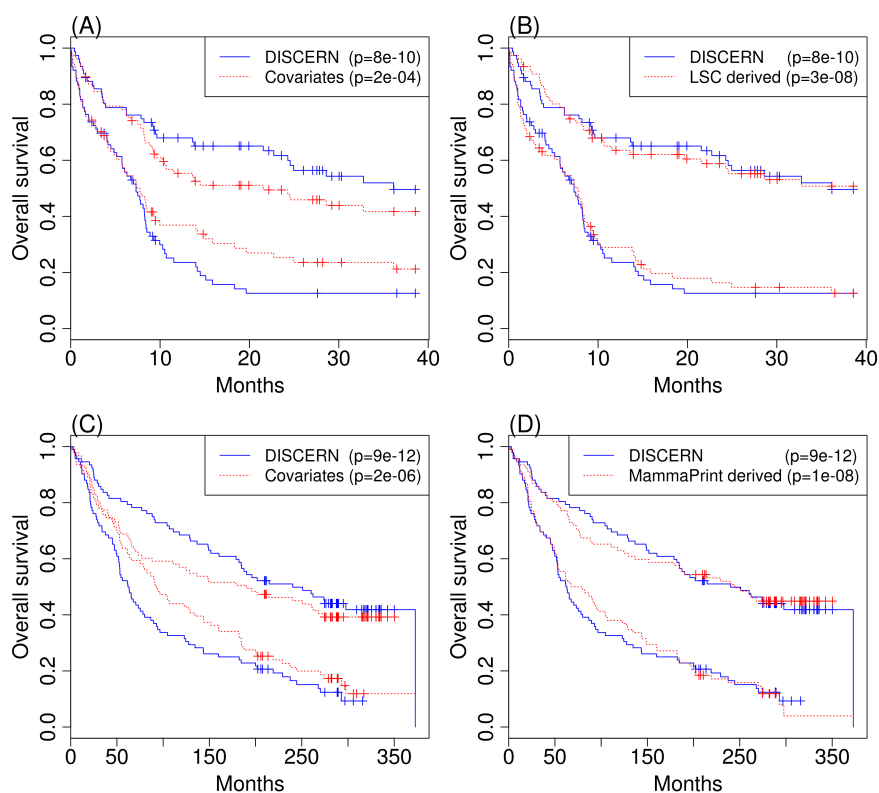 (A)
DISCERN (p=8e-10)
Covariates (p=2e-04)
Overall survival
0.0 0.2 0.4 0.6 0.8 1.0
0 10 20 30 40
Months
(B)
DISCERN (p=8e-10)
LSC derived (p=3e-08)
Overall survival
0.0 0.2 0.4 0.6 0.8 1.0
0 10 20 30 40
Months
(C)
DISCERN (p=9e-12)
Covariates (p=2e-06)
Overall survival
0.0 0.2 0.4 0.6 0.8 1.0
0 50 150 250 350
Months
(D)
DISCERN (p=9e-12)
MammaPrint derived (p=1e-08)
Overall survival
0.0 0.2 0.4 0.6 0.8 1.0
0 50 150 250 350
Months